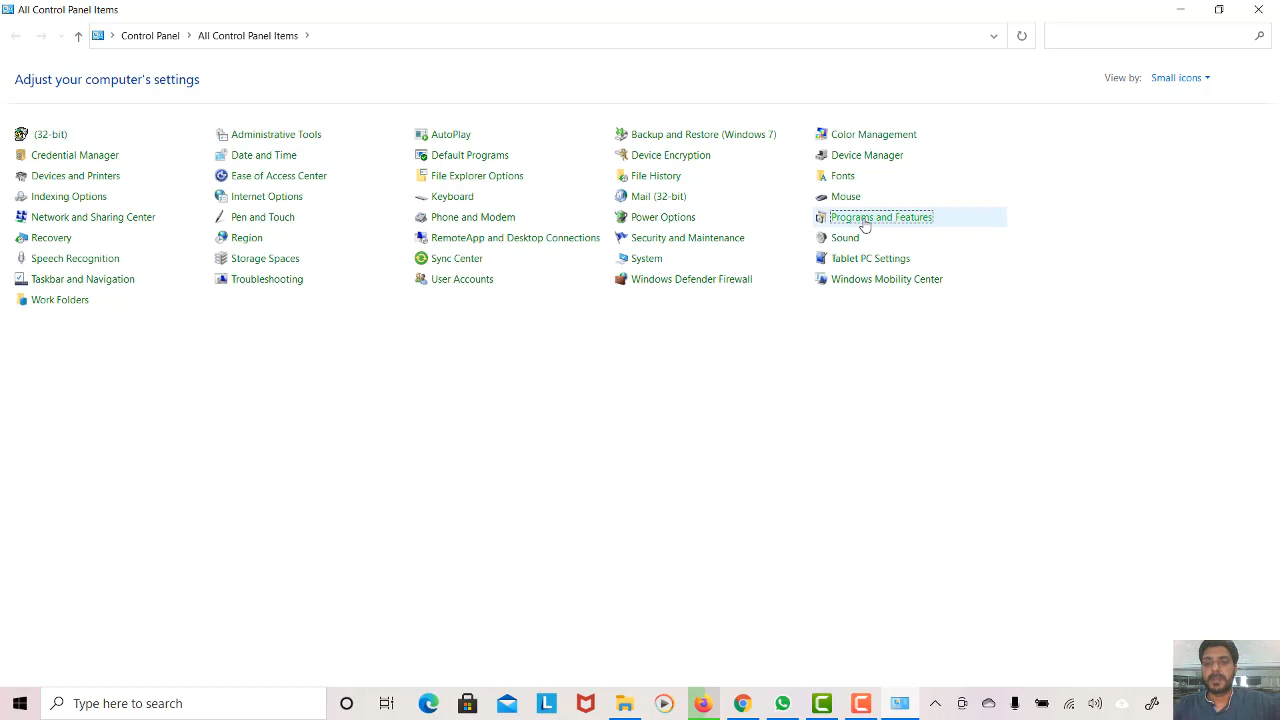 All Control Panel Items
Control Panel All Control Panel Items
Adjust your computer's settings
View by: Small icons
(32-bit) Administrative Tools AutoPlay Backup and Restore (Windows 7) Color Management
Credential Manager Date and Time Default Programs Device Encryption Device Manager
Devices and Printers Ease of Access Center File Explorer Options File History Fonts
Indexing Options Internet Options Keyboard Mail (32-bit) Mouse
Network and Sharing Center Pen and Touch Phone and Modem Power Options Programs and Features
Recovery Region RemoteApp and Desktop Connections Security and Maintenance Sound
Speech Recognition Storage Spaces Sync Center System Tablet PC Settings
Taskbar and Navigation Troubleshooting User Accounts Windows Defender Firewall Windows Mobility Center
Work Folders
Type here to search